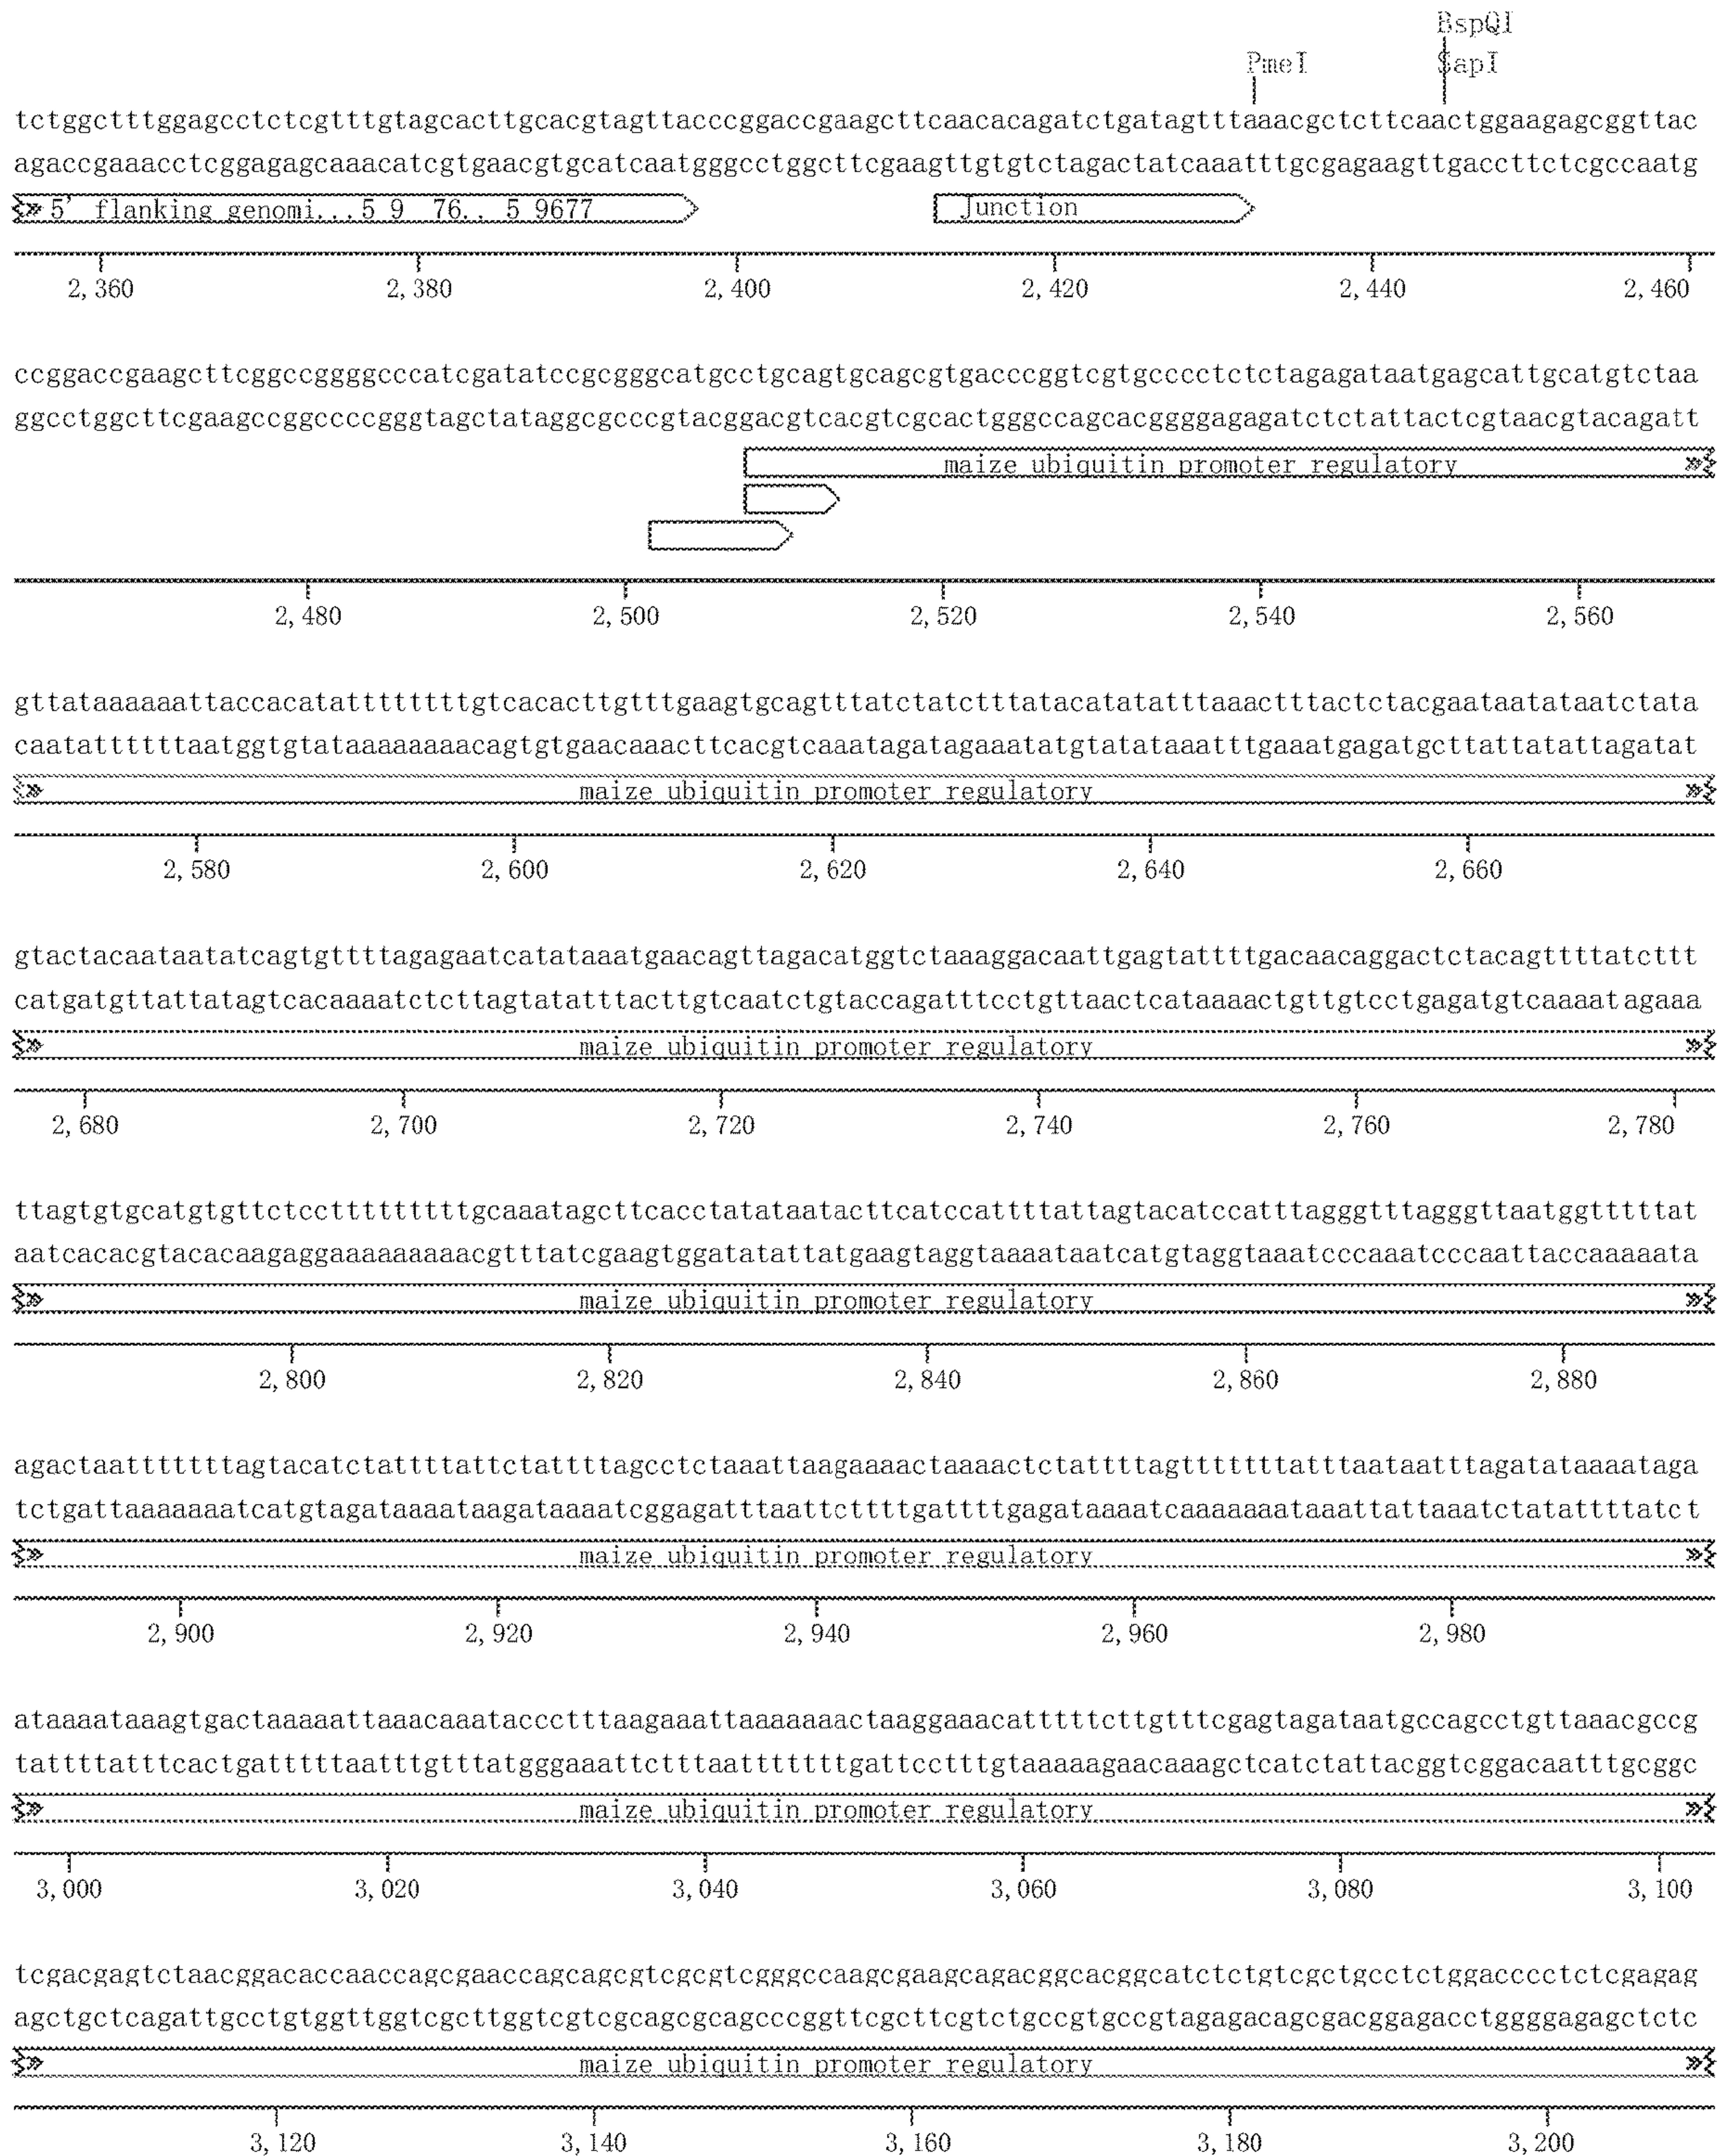 BspQI
PmeI SapI
tctggctttggagcctctcgtttgtagcacttgcacgtagttacccggaccgaagcttcaacacagatctgatagtttaaacgctcttcaactggaagagcggttac
agaccgaaacctcggagagcaaacatcgtgaacgtgcatcaatgggcctggcttcgaagttgtgtctagactatcaaatttgcgagaagttgaccttctcgccaatg
5' flanking genomi...5 9 76.. 5 9677 Junction
2,360 2,380 2,400 2,420 2,440 2,460
ccggaccgaagcttcggccggggcccatcgatatccgcgggcatgcctgcagtgcagcgtgacccggtcgtgcccctctctagagataatgagcattgcatgtctaa
ggcctggcttcgaagccggccccgggtagctataggcgcccgtacggacgtcacgtcgcactgggccagcacggggagagatctctattactcgtaacgtacagatt
maize ubiquitin promoter regulatory
2,480 2,500 2,520 2,540 2,560
gttataaaaaattaccacatattttttttgtcacacttgtttgaagtgcagtttatctatctttatacatatatttaaactttactctacgaataatataatctata
caatattttttaatggtgtataaaaaaaacagtgtgaacaaacttcacgtcaaatagatagaaatatgtatataaatttgaaatgagatgcttattatattagatat
maize ubiquitin promoter regulatory
2,580 2,600 2,620 2,640 2,660
gtactacaataatatcagtgttttagagaatcatataaatgaacagttagacatggtctaaaggacaattgagtattttgacaacaggactctacagttttatcttt
catgatgttattatagtcacaaaatctcttagtatatttacttgtcaatctgtaccagatttcctgttaactcataaaactgttgtcctgagatgtcaaaatagaaa
maize ubiquitin promoter regulatory
2,680 2,700 2,720 2,740 2,760 2,780
ttagtgtgcatgtgttctcctttttttttgcaaatagcttcacctatataatacttcatccattttattagtacatccatttagggtttagggttaatggtttttat
aatcacacgtacacaagaggaaaaaaaaacgtttatcgaagtggatatattatgaagtaggtaaaataatcatgtaggtaaatcccaaatcccaattaccaaaaata
maize ubiquitin promoter regulatory
2,800 2,820 2,840 2,860 2,880
agactaatttttttagtacatctattttattctattttagcctctaaattaagaaaactaaaactctattttagtttttttatttaataatttagatataaaataga
tctgattaaaaaaatcatgtagataaaataagataaaatcggagatttaattcttttgattttgagataaaatcaaaaaaataaattattaaatctatattttatct
maize ubiquitin promoter regulatory
2,900 2,920 2,940 2,960 2,980
ataaaataaagtgactaaaaattaaacaaataccctttaagaaattaaaaaaactaaggaaacatttttcttgtttcgagtagataatgccagcctgttaaacgccg
tattttatttcactgatttttaatttgtttatgggaaattctttaatttttttgattcctttgtaaaaagaacaaagctcatctattacggtcggacaatttgcggc
maize ubiquitin promoter regulatory
3,000 3,020 3,040 3,060 3,080 3,100
tcgacgagtctaacggacaccaaccagcgaaccagcagcgtcgcgtcgggccaagcgaagcagacggcacggcatctctgtcgctgcctctggacccctctcgagag
agctgctcagattgcctgtggttggtcgcttggtcgtcgcagcgcagcccggttcgcttcgtctgccgtgccgtagagacagcgacggagacctggggagagctctc
maize ubiquitin promoter regulatory
3,120 3,140 3,160 3,180 3,200